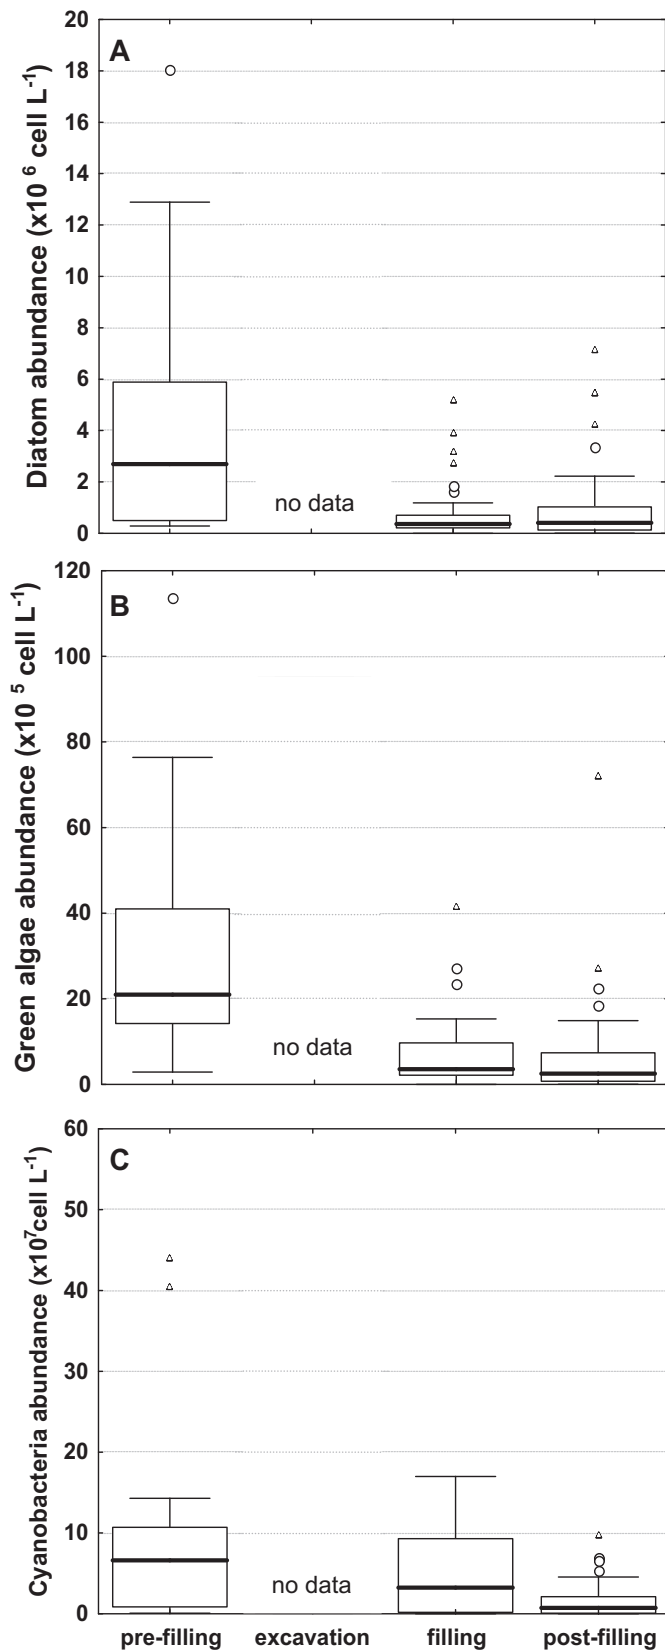 A
Diatom abundance (x10 6 cell L-1)
20
18
16
14
12
10
8
6
4
2
0
no data
B
Green algae abundance (x10 5 cell L-1)
120
100
80
60
40
20
0
no data
C
Cyanobacteria abundance (x107cell L-1)
60
50
40
30
20
10
0
no data
pre-filling excavation filling post-filling